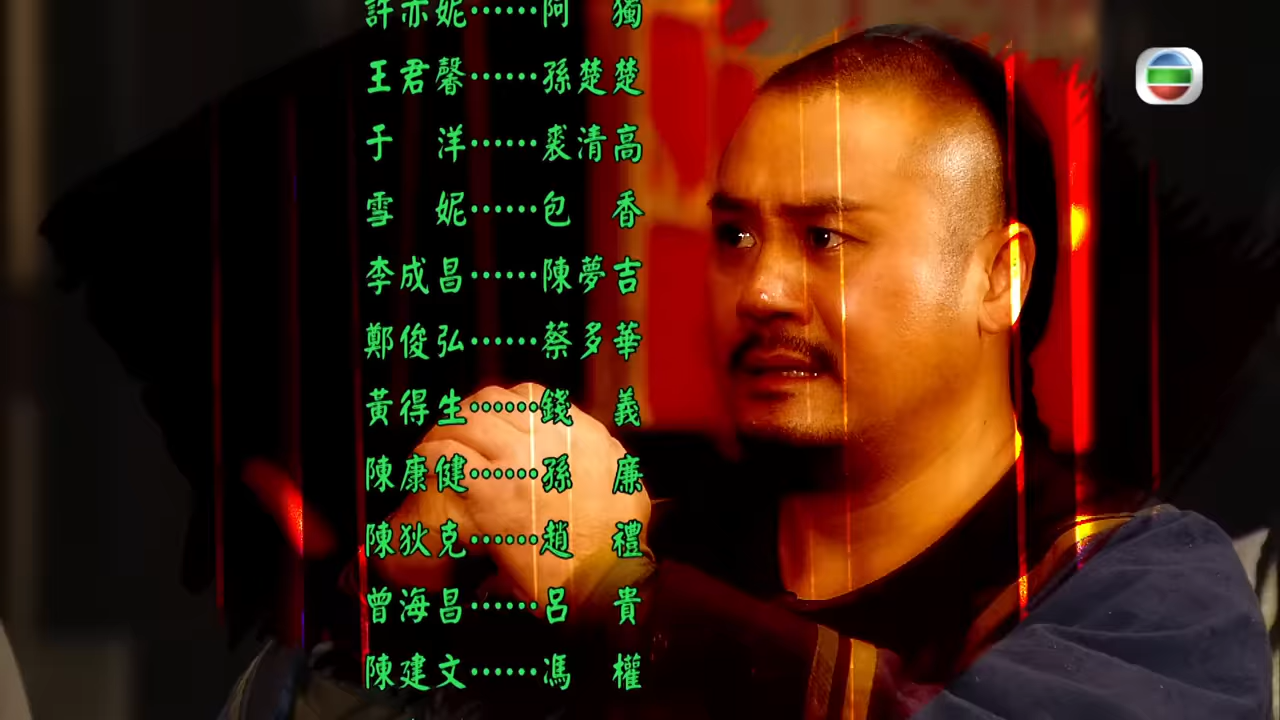 許亦妮……阿　獨
王君馨……孫楚楚
于　洋……裘清高
雪　妮……包　香
李成昌……陳夢吉
鄭俊弘……蔡多華
黃得生……錢　義
陳康健……孫　廉
陳狄克……趙　禮
曾海昌……呂　貴
陳建文……馮　權